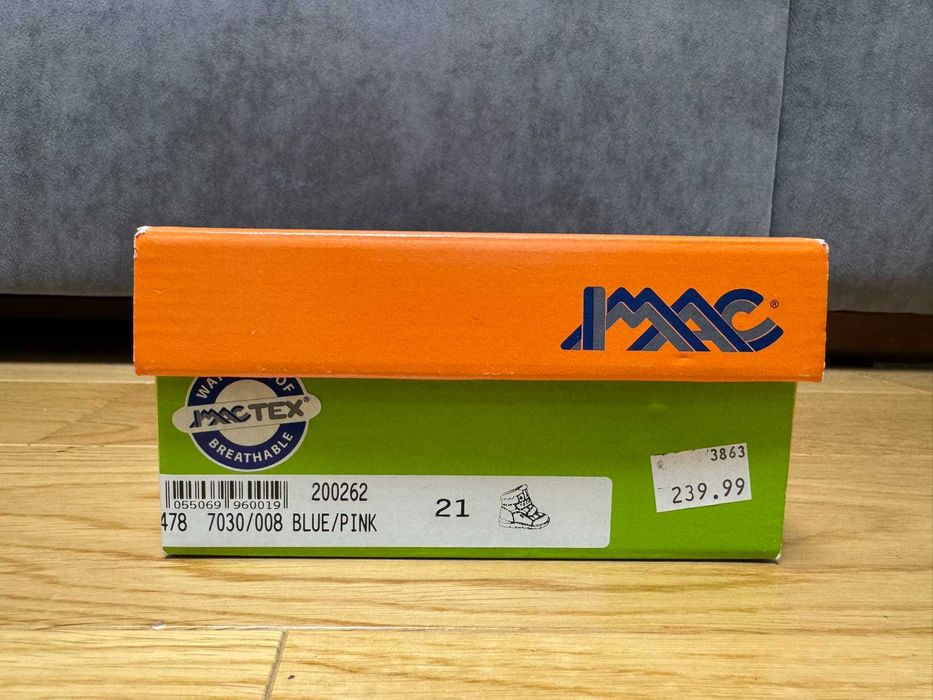 IMAC®
WATERPROOF
IMACTEX®
BREATHABLE
3863
239.99
055069 960019
200262
478 7030/008 BLUE/PINK
21